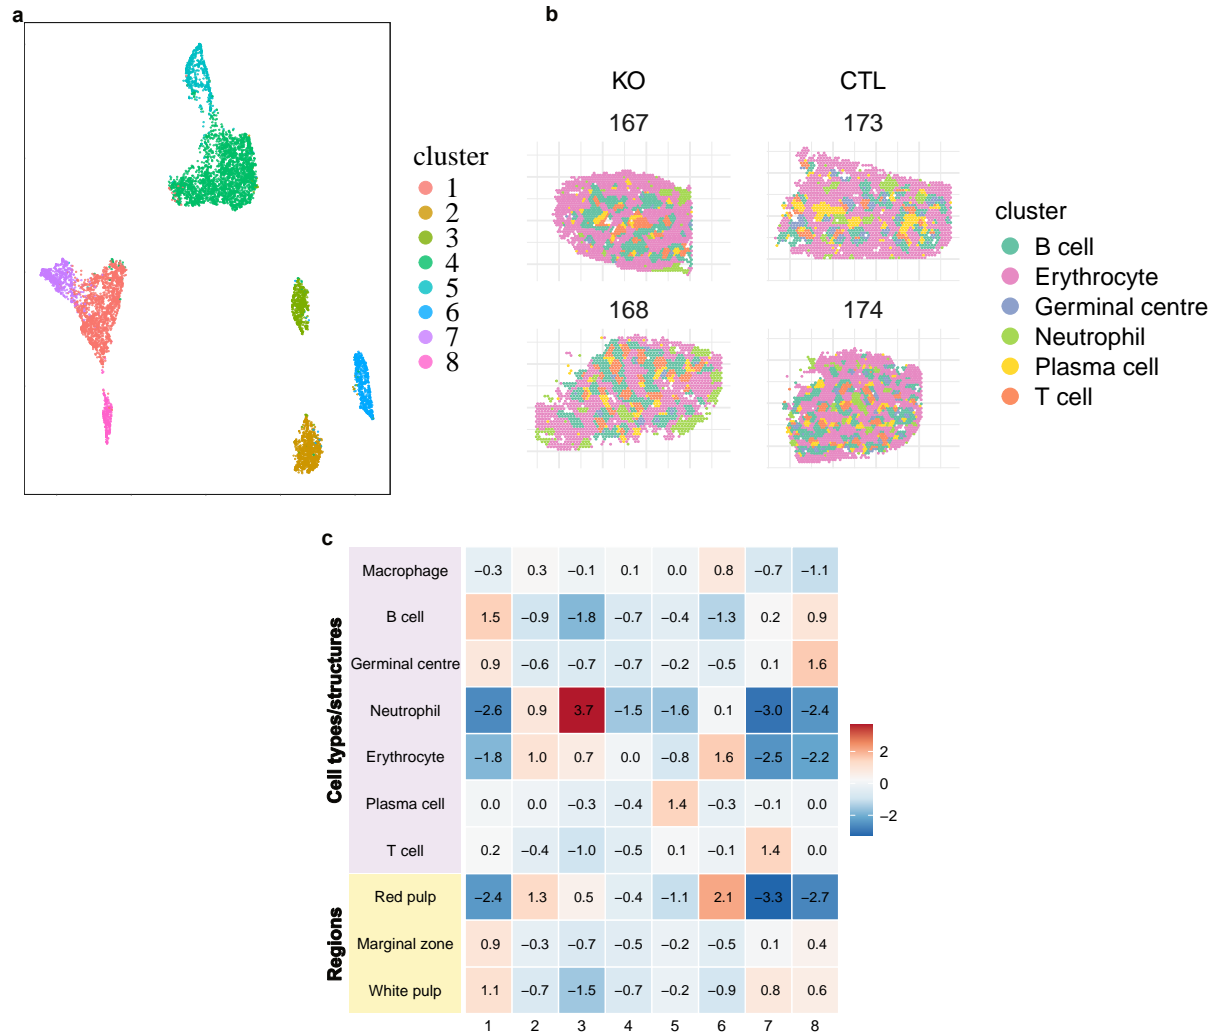 a
cluster
1
2
3
4
5
6
7
8
b
KO
CTL
167
173
168
174
cluster
B cell
Erythrocyte
Germinal centre
Neutrophil
Plasma cell
T cell
c
Cell types/structures
Regions
Macrophage −0.3 0.3 −0.1 0.1 0.0 0.8 −0.7 −1.1
B cell 1.5 −0.9 −1.8 −0.7 −0.4 −1.3 0.2 0.9
Germinal centre 0.9 −0.6 −0.7 −0.7 −0.2 −0.5 0.1 1.6
Neutrophil −2.6 0.9 3.7 −1.5 −1.6 0.1 −3.0 −2.4
Erythrocyte −1.8 1.0 0.7 0.0 −0.8 1.6 −2.5 −2.2
Plasma cell 0.0 0.0 −0.3 −0.4 1.4 −0.3 −0.1 0.0
T cell 0.2 −0.4 −1.0 −0.5 0.1 −0.1 1.4 0.0
Red pulp −2.4 1.3 0.5 −0.4 −1.1 2.1 −3.3 −2.7
Marginal zone 0.9 −0.3 −0.7 −0.5 −0.2 −0.5 0.1 0.4
White pulp 1.1 −0.7 −1.5 −0.7 −0.2 −0.9 0.8 0.6
1 2 3 4 5 6 7 8
2
0
−2